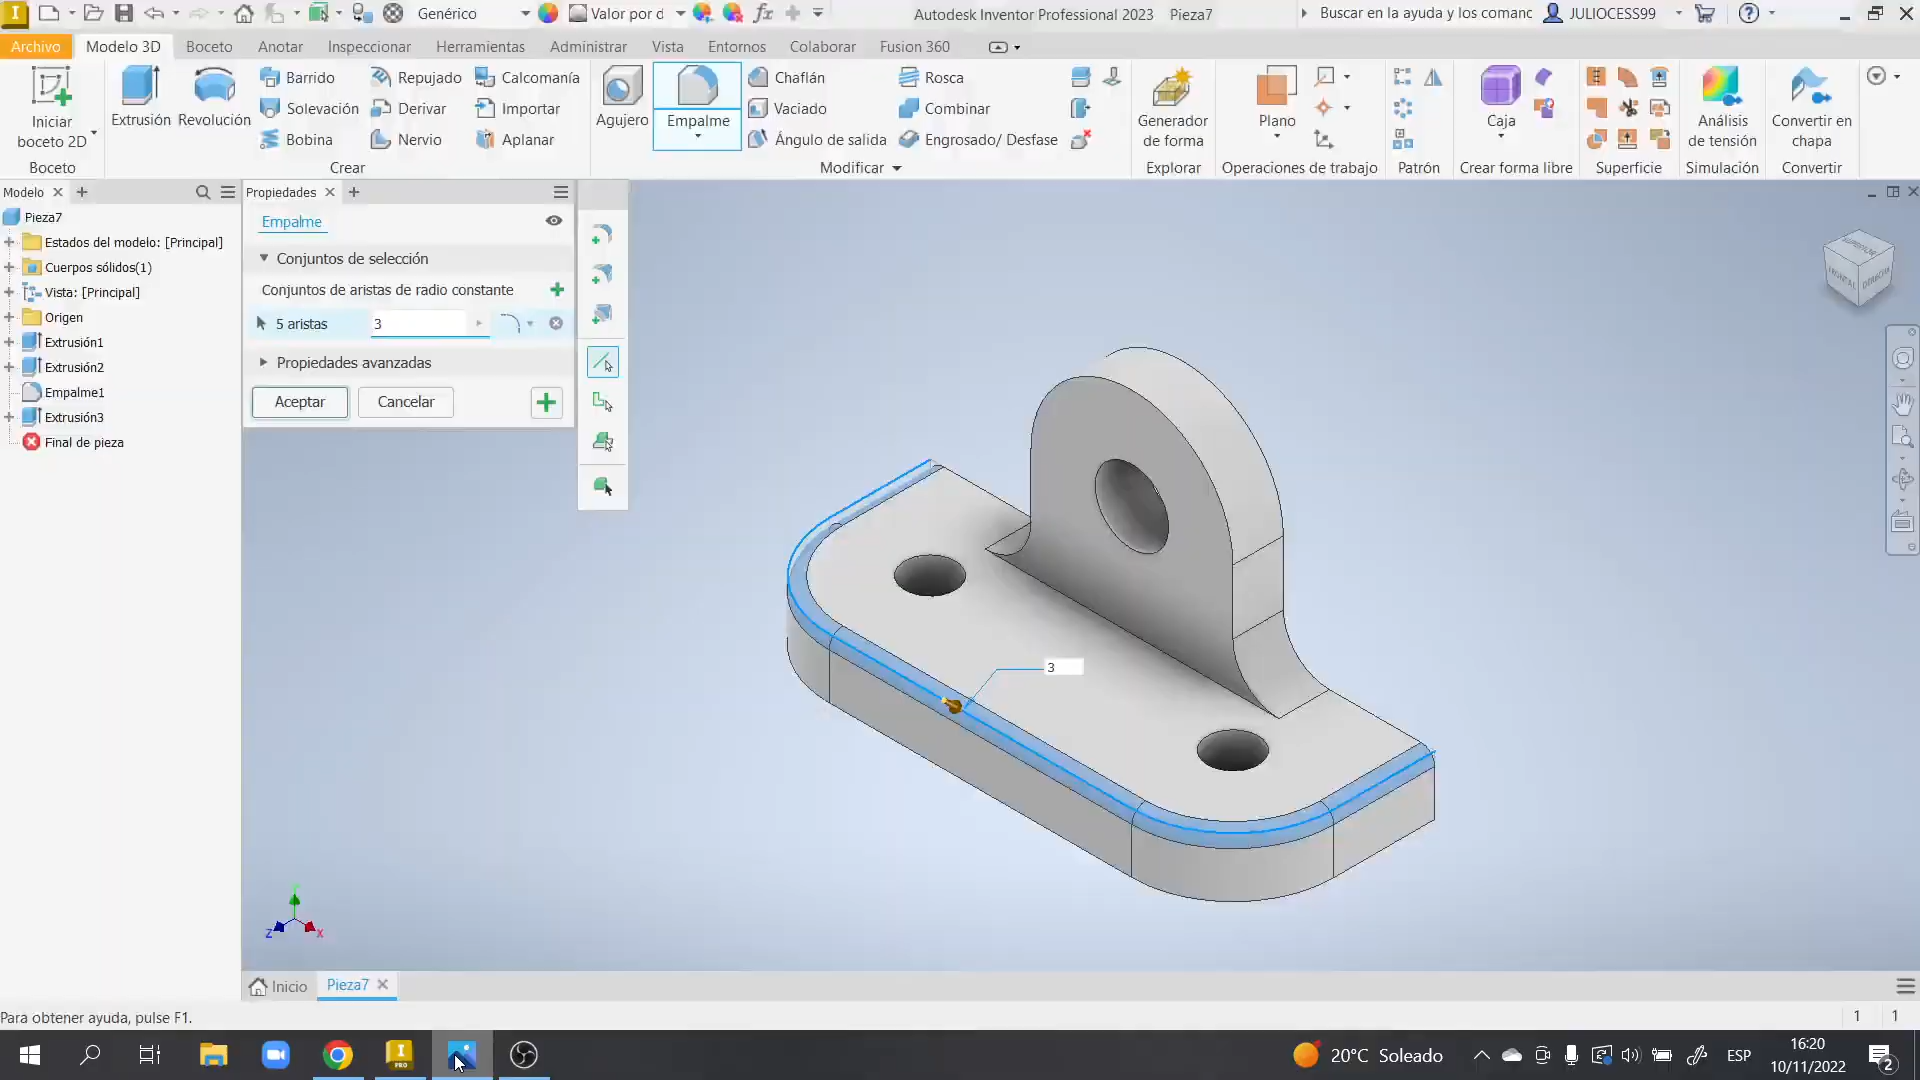 Genérico
Valor por d
Autodesk Inventor Professional 2023 Pieza7
Buscar en la ayuda y los comanc
JULIOCESS99
Archivo Modelo 3D Boceto Anotar Inspeccionar Herramientas Administrar Vista Entornos Colaborar Fusion 360
Iniciar boceto 2D
Boceto
Extrusión
Revolución
Barrido
Solevación
Bobina
Repujado
Derivar
Nervio
Calcomanía
Importar
Aplanar
Crear
Agujero
Empalme
Chaflán
Vaciado
Ángulo de salida
Rosca
Combinar
Engrosado/ Desfase
Modificar
Generador de forma
Explorar
Plano
Operaciones de trabajo
Patrón
Caja
Crear forma libre
Superficie
Análisis de tensión
Simulación
Convertir en chapa
Convertir
Modelo
Pieza7
Estados del modelo: [Principal]
Cuerpos sólidos(1)
Vista: [Principal]
Origen
Extrusión1
Extrusión2
Empalme1
Extrusión3
Final de pieza
Propiedades
Empalme
Conjuntos de selección
Conjuntos de aristas de radio constante
5 aristas 3
Propiedades avanzadas
Aceptar Cancelar
3
SUPERIOR
FRONTAL
DERECHA
Z X
Inicio Pieza7
Para obtener ayuda, pulse F1.
1 1
PRO
20°C Soleado
ESP
16:20
10/11/2022
2